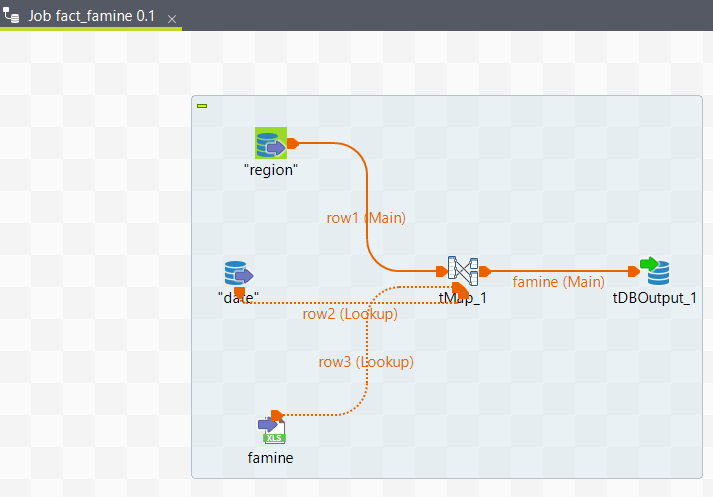 Job fact_famine 0.1
"region"
row1 (Main)
"date"
tMap_1
famine (Main)
tDBOutput_1
row2 (Lookup)
row3 (Lookup)
XLS
famine